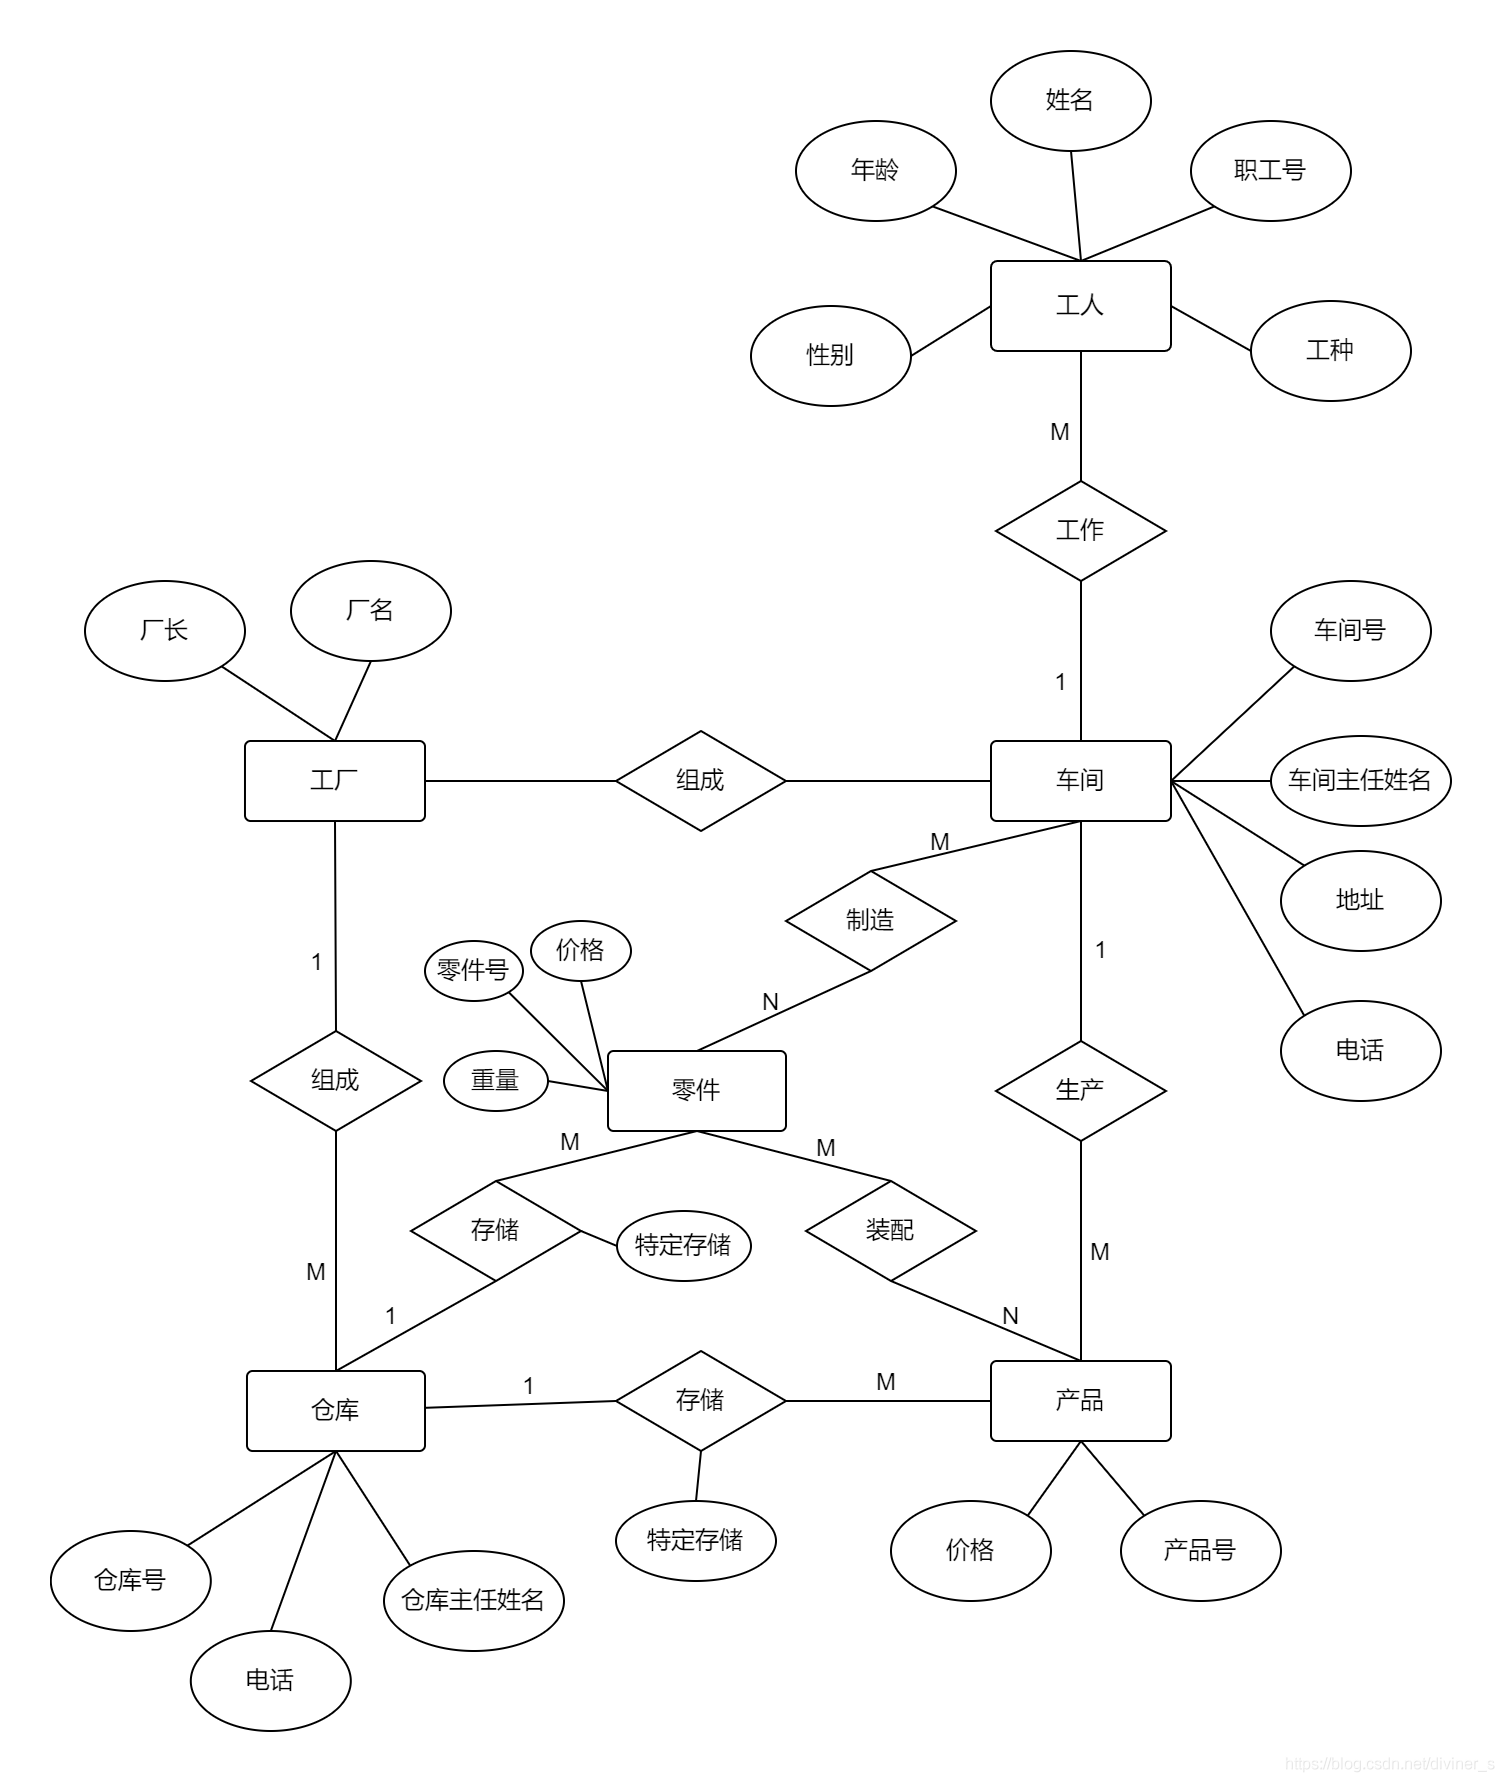 姓名
年龄
职工号
工人
性别
工种
M
工作
厂长
厂名
车间号
1
工厂
组成
车间
车间主任姓名
M
地址
制造
零件号
价格
1
1
N
电话
组成
重量
零件
生产
M
M
存储
装配
特定存储
M
M
1
N
1
M
仓库
存储
产品
特定存储
价格
产品号
仓库号
仓库主任姓名
电话
https://blog.csdn.net/diviner_s